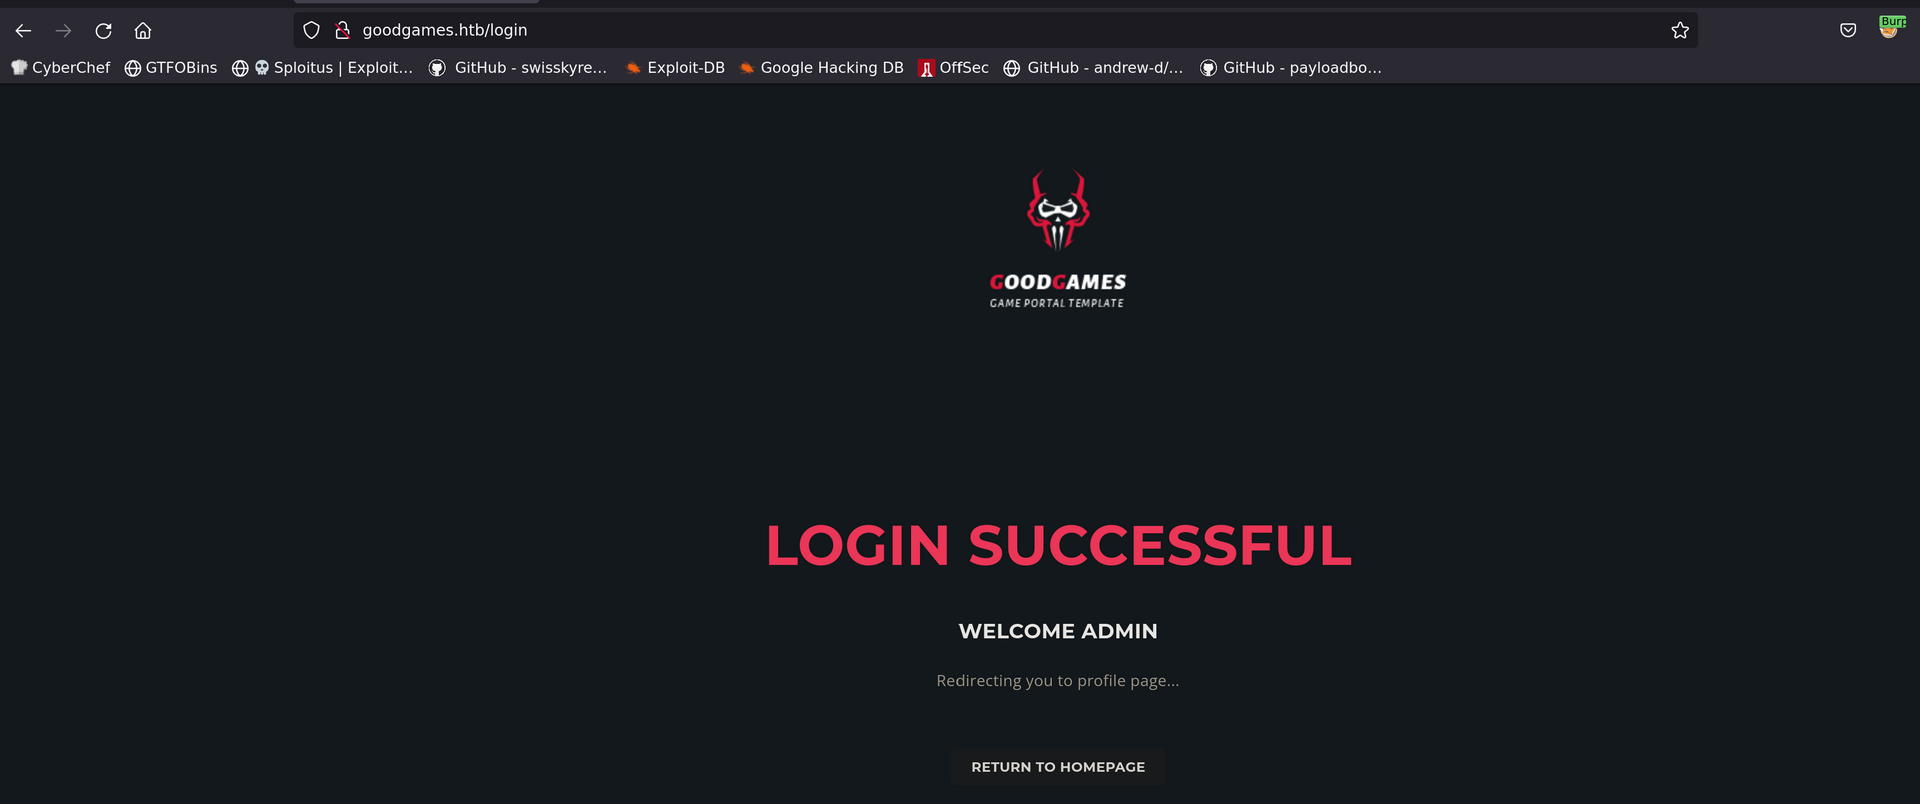 goodgames.htb/login
Burp
CyberChef GTFOBins Sploitus | Exploit... GitHub - swisskyre... Exploit-DB Google Hacking DB OffSec GitHub - andrew-d/... GitHub - payloadbo...
GOODGAMES
GAME PORTAL TEMPLATE
LOGIN SUCCESSFUL
WELCOME ADMIN
Redirecting you to profile page...
RETURN TO HOMEPAGE